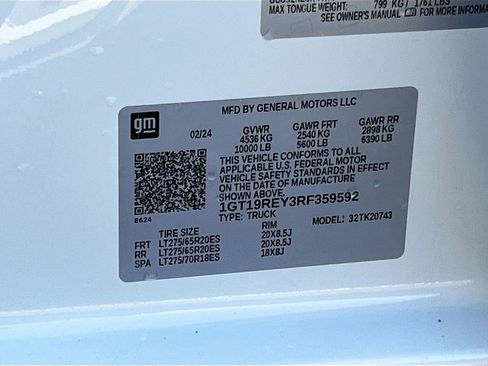 MAX TONGUE WEIGHT: 799 KG / 1761 LBS
SEE OWNER'S MANUAL
gm
MFD BY GENERAL MOTORS LLC
02/24 GVWR GAWR FRT GAWR RR
4536 KG 2540 KG 2898 KG
10000 LB 5600 LB 6390 LB
THIS VEHICLE CONFORMS TO ALL
APPLICABLE U.S. FEDERAL MOTOR
VEHICLE SAFETY STANDARDS IN EFFECT
ON THE DATE OF MANUFACTURE SHOWN ABOVE.
1GT19REY3RF359592
8624
TYPE: TRUCK MODEL: 32TK20743
TIRE SIZE RIM
FRT LT275/65R20ES 20X8.5J
RR LT275/65R20ES 20X8.5J
SPA LT275/70R18ES 18X8J